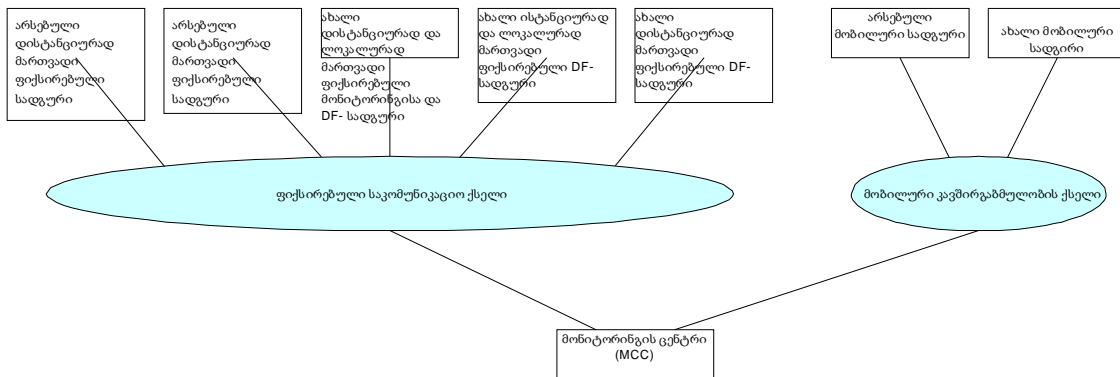 არსებული
დისტანციურად
მართვადი
ფიქსირებული
სადგური
არსებული
დისტანციურად
მართვადი
ფიქსირებული
სადგური
ახალი
დისტანციურად და
ლოკალურად
მართვადი
ფიქსირებული
მონიტორინგისა და
DF- სადგური
ახალი ისტანციურად
და ლოკალურად
მართვადი
ფიქსირებული DF-
სადგური
ახალი
დისტანციურად
მართვადი
ფიქსირებული DF-
სადგური
არსებული
მობილური სადგური
ახალი მობილური
სადგირი
ფიქსირებული საკომუნიკაციო ქსელი
მობილური კავშირგაბმულობის ქსელი
მონიტორინგის ცენტრი
(MCC)